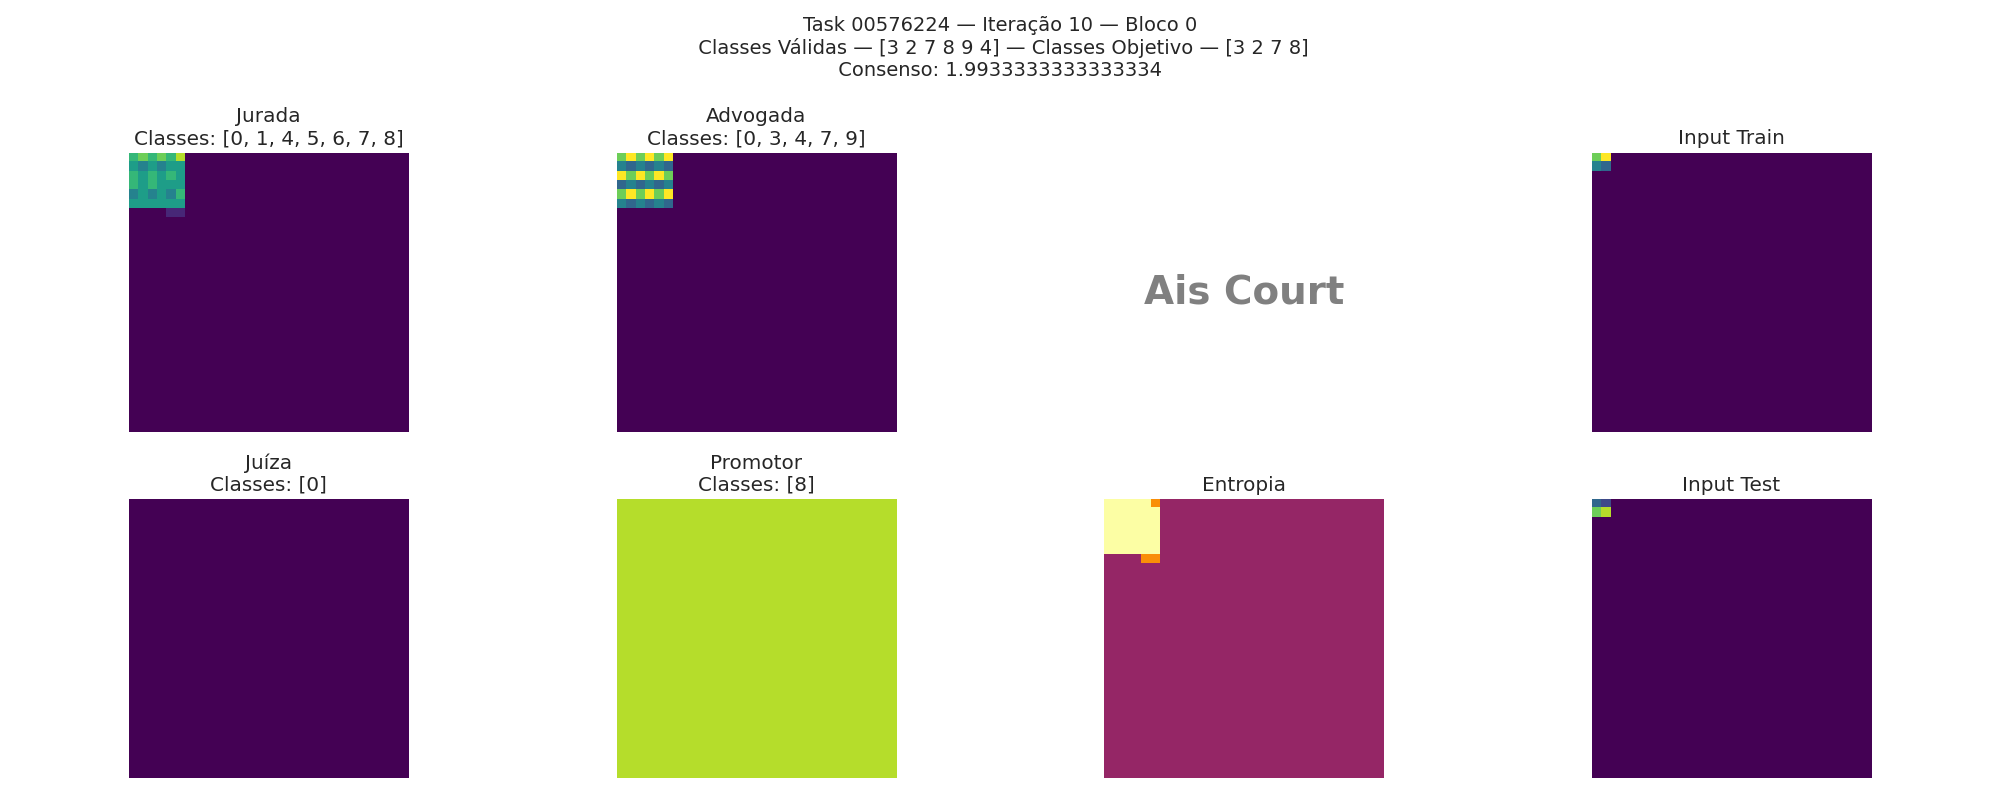 Task 00576224 — Iteração 10 — Bloco 0
Classes Válidas — [3 2 7 8 9 4] — Classes Objetivo — [3 2 7 8]
Consenso: 1.9933333333333334
Jurada
Classes: [0, 1, 4, 5, 6, 7, 8]
Advogada
Classes: [0, 3, 4, 7, 9]
Ais Court
Input Train
Juíza
Classes: [0]
Promotor
Classes: [8]
Entropia
Input Test